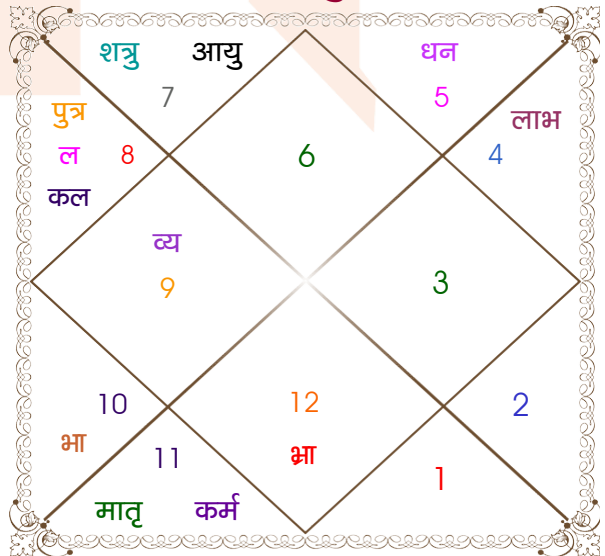 शत्रु आयु धन
7 5
पुत्र लाभ
ल 8 6 4
कल
व्य
9 3
10 12 2
भा 11 भ्रा 1
मातृ कर्म